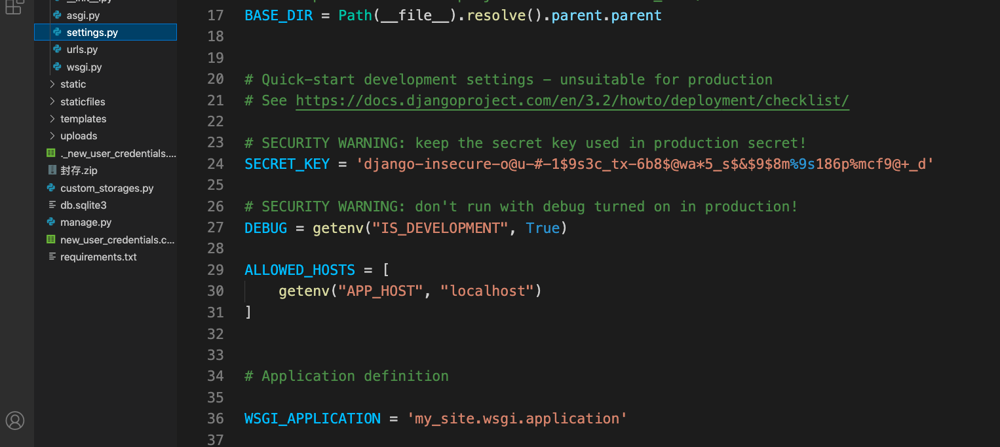 asgi.py
settings.py
urls.py
wsgi.py
static
staticfiles
templates
uploads
._new_user_credentials....
封存.zip
custom_storages.py
db.sqlite3
manage.py
new_user_credentials.c...
requirements.txt
17 BASE_DIR = Path(__file__).resolve().parent.parent
18
19
20 # Quick-start development settings - unsuitable for production
21 # See https://docs.djangoproject.com/en/3.2/howto/deployment/checklist/
22
23 # SECURITY WARNING: keep the secret key used in production secret!
24 SECRET_KEY = 'django-insecure-o@u-#-1$9s3c_tx-6b8$@wa*5_s$&$9$8m%9s186p%mcf9@+_d'
25
26 # SECURITY WARNING: don't run with debug turned on in production!
27 DEBUG = getenv("IS_DEVELOPMENT", True)
28
29 ALLOWED_HOSTS = [
30     getenv("APP_HOST", "localhost")
31 ]
32
33
34 # Application definition
35
36 WSGI_APPLICATION = 'my_site.wsgi.application'
37